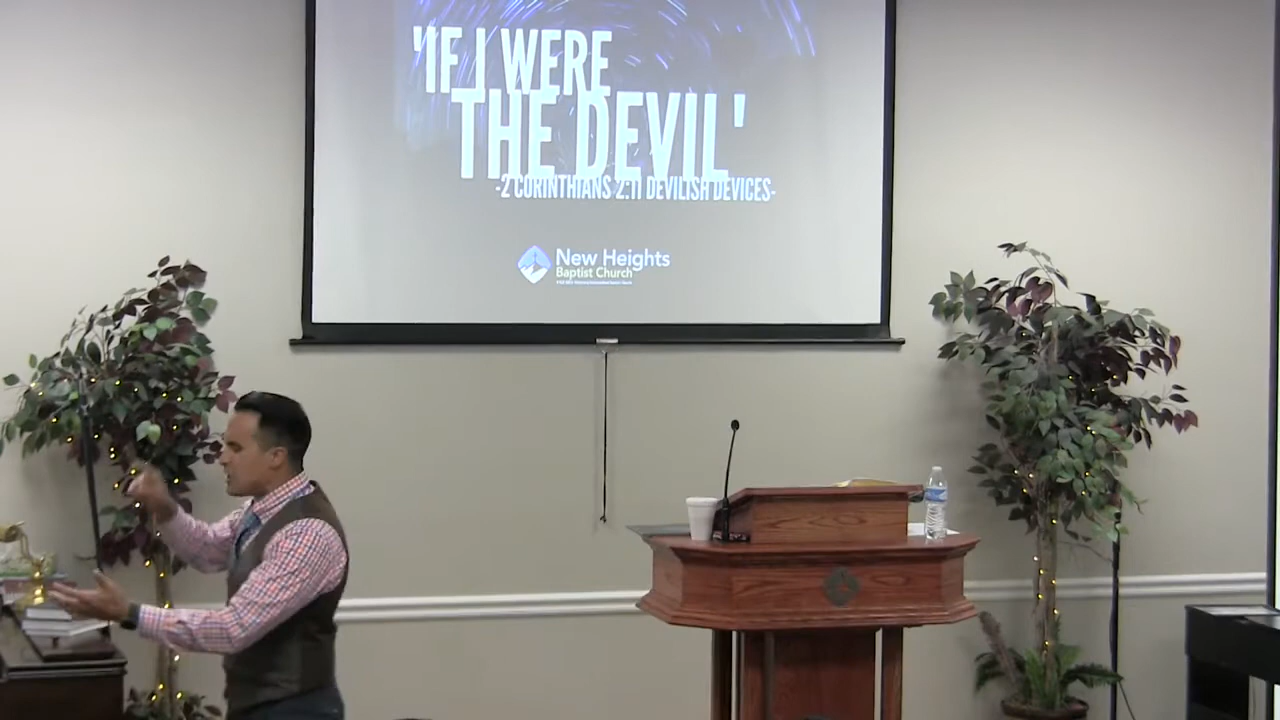 'IF I WERE
THE DEVIL'
-2 CORINTHIANS 2:11 DEVILISH DEVICES-
New Heights
Baptist Church